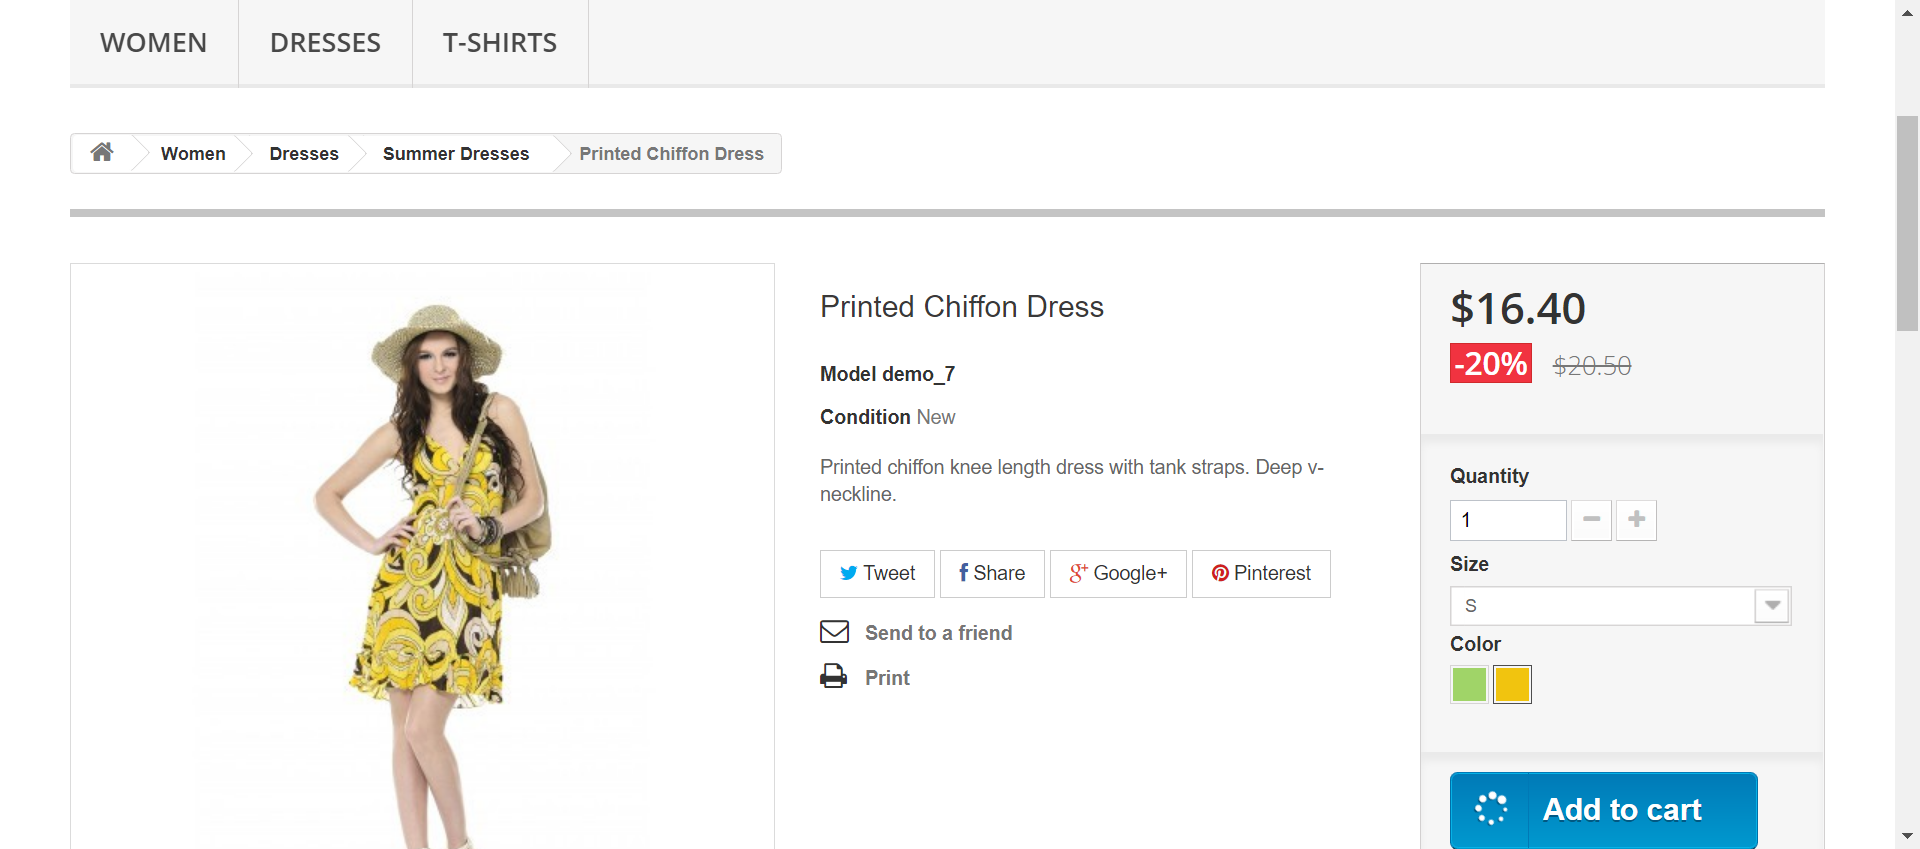 WOMEN
DRESSES
T-SHIRTS
Women
Dresses
Summer Dresses
Printed Chiffon Dress
Printed Chiffon Dress
Model demo_7
Condition New
Printed chiffon knee length dress with tank straps. Deep v-
neckline.
Tweet
Share
Google+
Pinterest
Send to a friend
Print
$16.40
-20% $20.50
Quantity
1
Size
S
Color
Add to cart